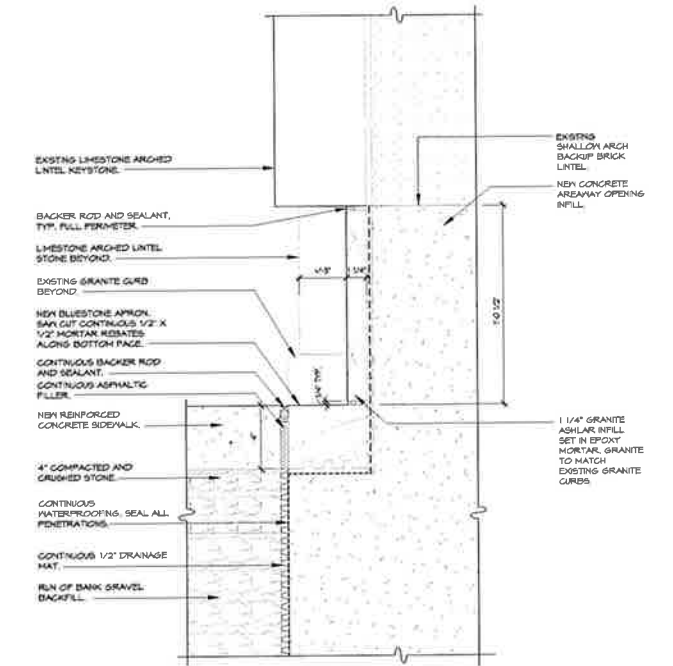 EXISTING LIMESTONE ARCHED
LINTEL KEYSTONE.
BACKER ROD AND SEALANT,
TYP. FULL PERIMETER.
LIMESTONE ARCHED LINTEL
STONE BEYOND.
EXISTING GRANITE CURB
BEYOND.
NEW BLUESTONE APRON.
SAW CUT CONTINUOUS 1/2" X
1/2" MORTAR REBATES
ALONG BOTTOM FACE.
CONTINUOUS BACKER ROD
AND SEALANT.
CONTINUOUS ASPHALTIC
FILLER.
NEW REINFORCED
CONCRETE SIDEWALK.
4" COMPACTED AND
CRUSHED STONE.
CONTINUOUS
WATERPROOFING. SEAL ALL
PENETRATIONS.
CONTINUOUS 1/2" DRAINAGE
MAT.
RUN OF BANK GRAVEL
BACKFILL.
EXISTING
SHALLOW ARCH
BACKUP BRICK
LINTEL
NEW CONCRETE
AREAWAY OPENING
INFILL.
1 1/4" GRANITE
ASHLAR INFILL
SET IN EPOXY
MORTAR. GRANITE
TO MATCH
EXISTING GRANITE
CURBS
1'-0 1/2"
TYP.